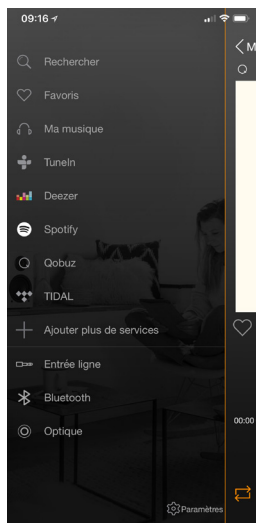 09:16
M
Rechercher
Favoris
Ma musique
TuneIn
Deezer
Spotify
Qobuz
TIDAL
Ajouter plus de services
Entrée ligne
Bluetooth
00:00
Optique
Paramètres